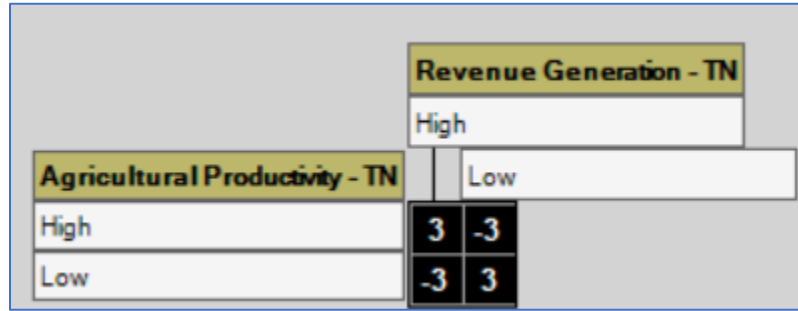 Revenue Generation - TN
High
Agricultural Productivity - TN
Low
High
3 -3
Low
-3 3